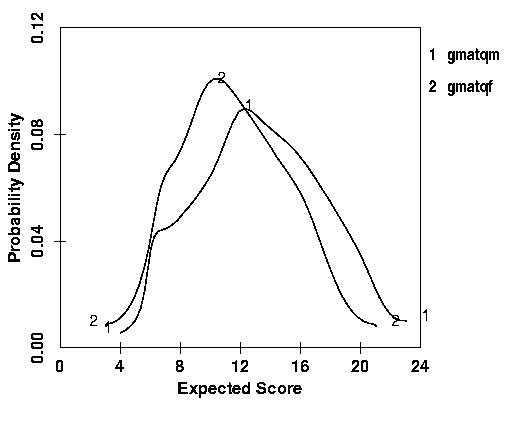 0.12
1 gmatqm
2 gmatqf
2
1
0.08
Probability Density
0.04
2
1
2
1
0.00
0 4 8 12 16 20 24
Expected Score